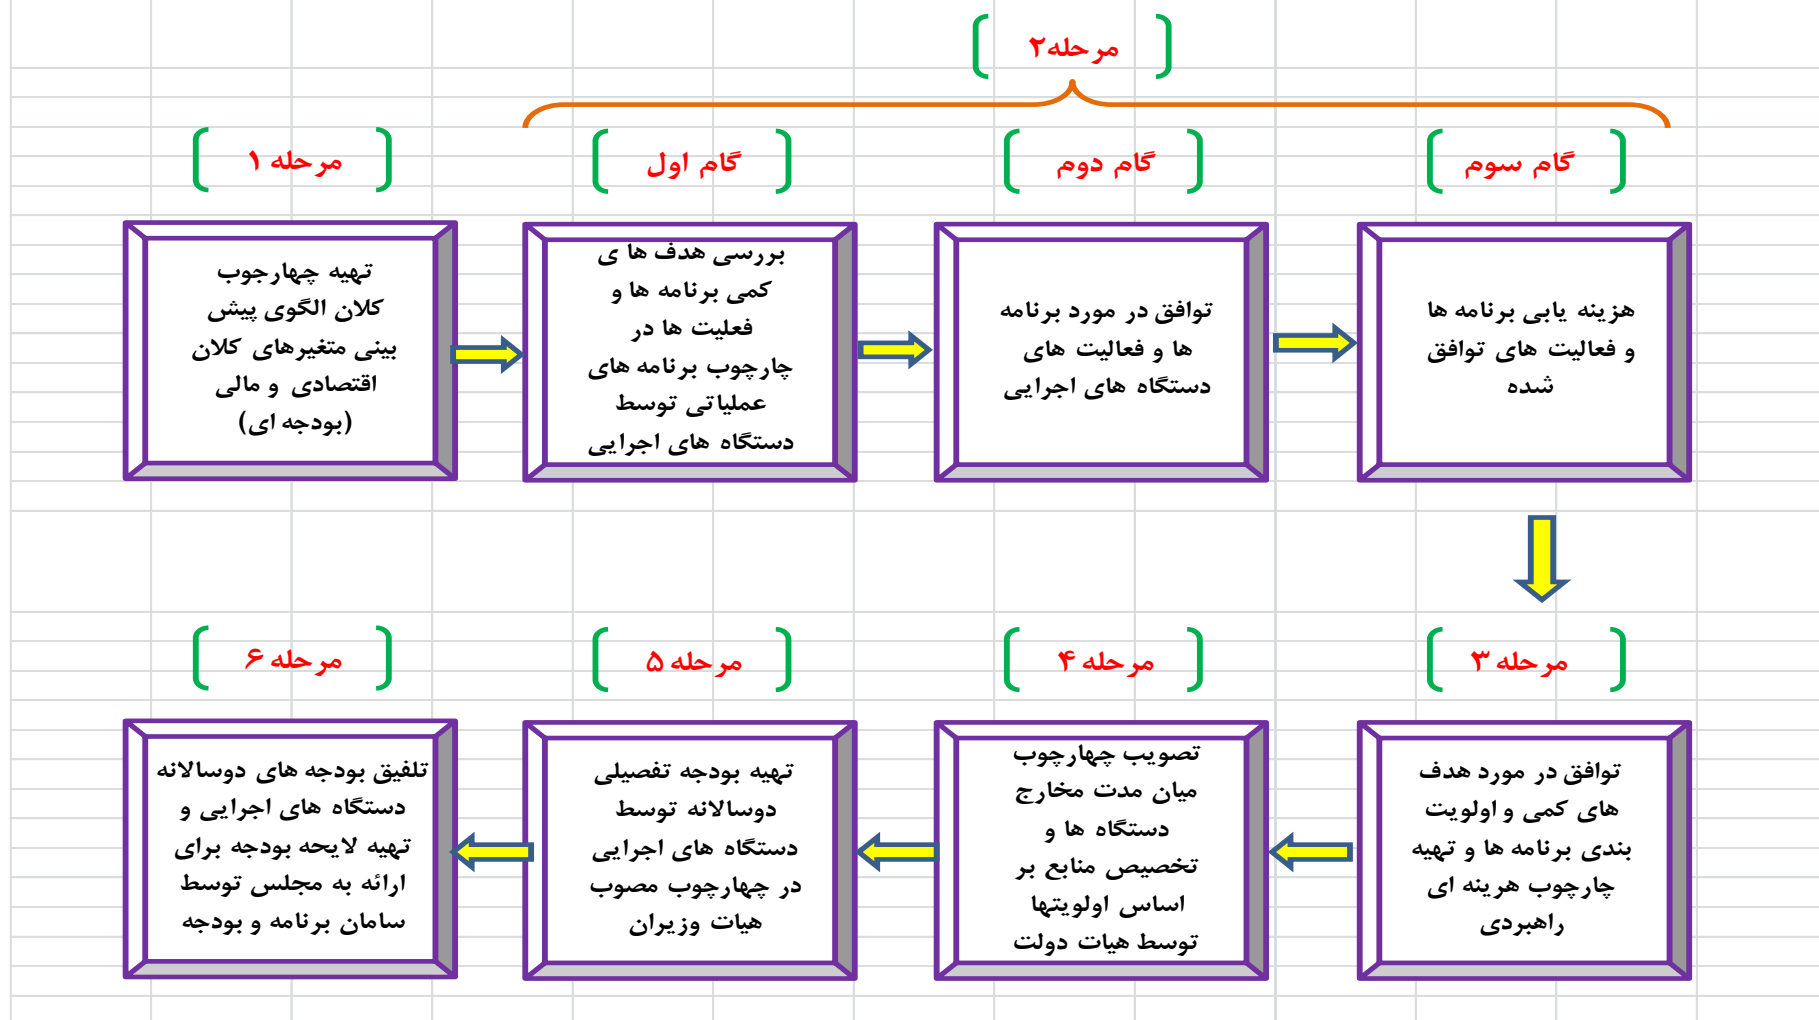 مرحله۲
مرحله ۱
تهیه چهارجوب
کلان الگوی پیش
بینی متغیرهای کلان
اقتصادی و مالی
(بودجه ای)
گام اول
بررسی هدف ها ی
کمی برنامه ها و
فعلیت ها در
چارچوب برنامه های
عملیاتی توسط
دستگاه های اجرایی
گام دوم
توافق در مورد برنامه
ها و فعالیت های
دستگاه های اجرایی
گام سوم
هزینه یابی برنامه ها
و فعالیت های توافق
شده
مرحله ۳
توافق در مورد هدف
های کمی و اولویت
بندی برنامه ها و تهیه
چارچوب هرینه ای
راهبردی
مرحله ۴
تصویب چهارچوب
میان مدت مخارج
دستگاه ها و
تخصیص منابع بر
اساس اولویتها
توسط هیات دولت
مرحله ۵
تهیه بودجه تفصیلی
دوسالانه توسط
دستگاه های اجرایی
در چهارچوب مصوب
هیات وزیران
مرحله ۶
تلفیق بودجه های دوسالانه
دستگاه های اجرایی و
تهیه لایحه بودجه برای
ارائه به مجلس توسط
سامان برنامه و بودجه